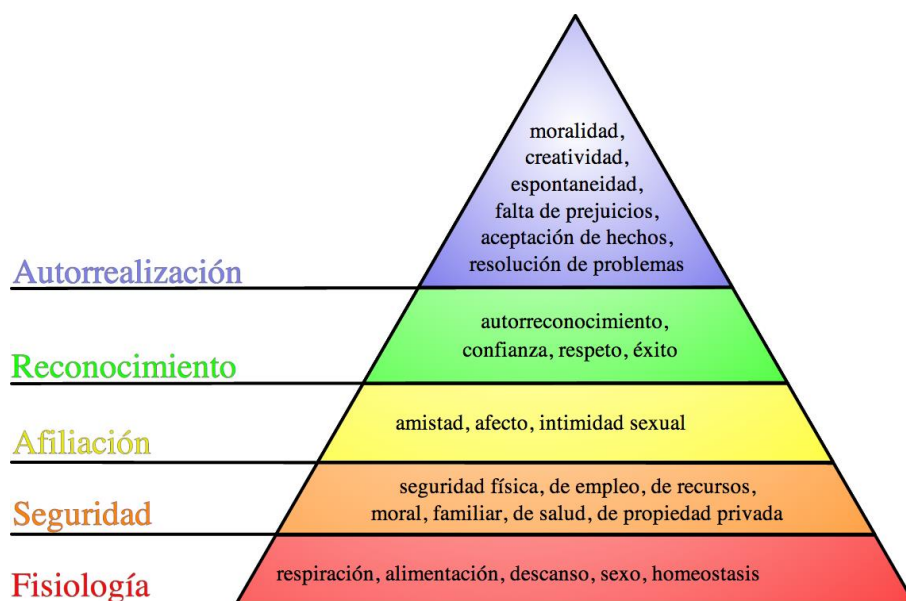 moralidad,
creatividad,
espontaneidad,
falta de prejuicios,
aceptación de hechos,
resolución de problemas
Autorrealización
autorreconocimiento,
confianza, respeto, éxito
Reconocimiento
amistad, afecto, intimidad sexual
Afiliación
seguridad física, de empleo, de recursos,
moral, familiar, de salud, de propiedad privada
Seguridad
respiración, alimentación, descanso, sexo, homeostasis
Fisiología